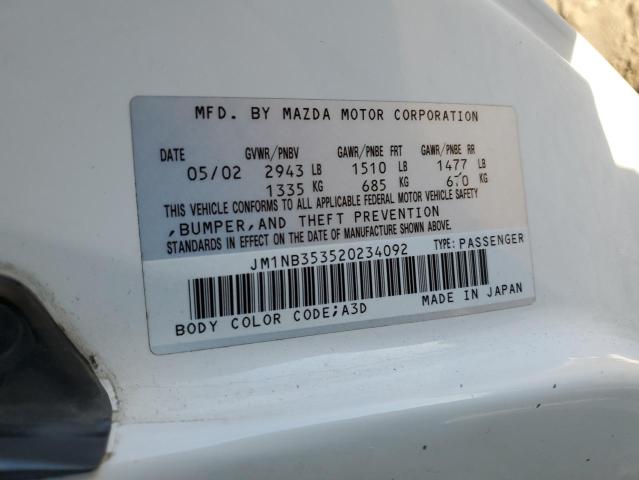 MFD. BY MAZDA MOTOR CORPORATION
DATE GVWR/PNBV GAWR/PNBE FRT GAWR/PNBE RR
05/02 2943 LB 1510 LB 1477 LB
1335 KG 685 KG 670 KG
THIS VEHICLE CONFORMS TO ALL APPLICABLE FEDERAL MOTOR VEHICLE SAFETY
,BUMPER,AND THEFT PREVENTION
STANDARDS IN EFFECT ON THE DATE OF MANUFACTURE SHOWN ABOVE.
JM1NB353520234092 TYPE: PASSENGER
BODY COLOR CODE;A3D MADE IN JAPAN